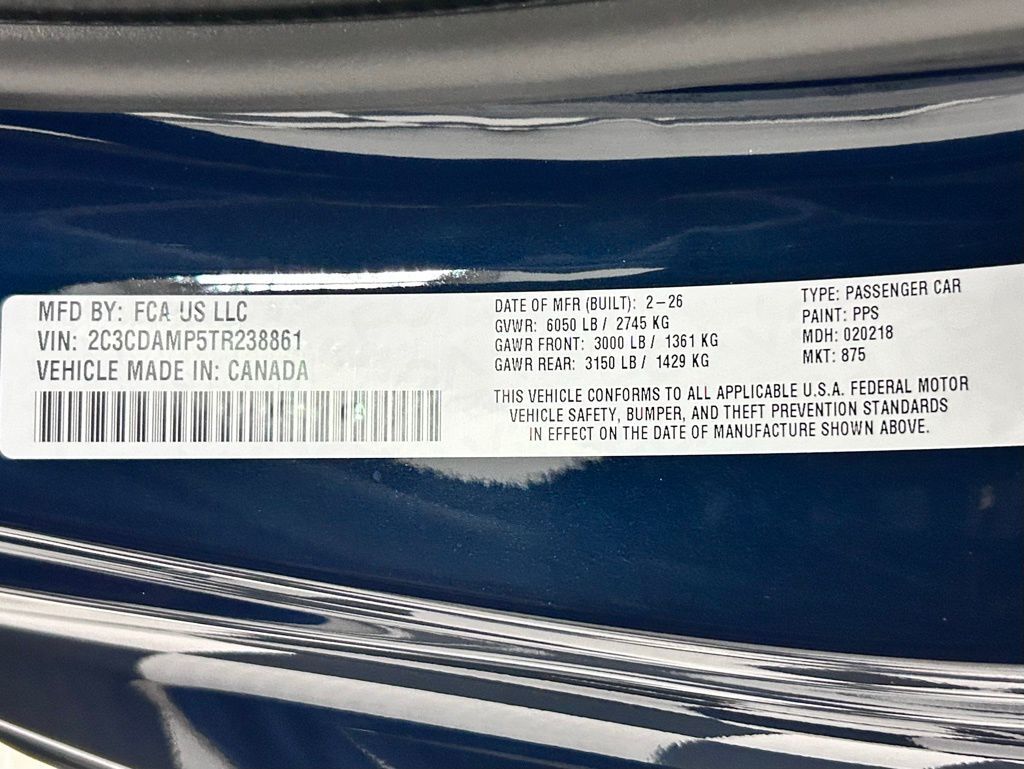 MFD BY: FCA US LLC
VIN: 2C3CDAMP5TR238861
VEHICLE MADE IN: CANADA
DATE OF MFR (BUILT): 2-26
GVWR: 6050 LB / 2745 KG
GAWR FRONT: 3000 LB / 1361 KG
GAWR REAR: 3150 LB / 1429 KG
TYPE: PASSENGER CAR
PAINT: PPS
MDH: 020218
MKT: 875
THIS VEHICLE CONFORMS TO ALL APPLICABLE U.S.A. FEDERAL MOTOR
VEHICLE SAFETY, BUMPER, AND THEFT PREVENTION STANDARDS
IN EFFECT ON THE DATE OF MANUFACTURE SHOWN ABOVE.